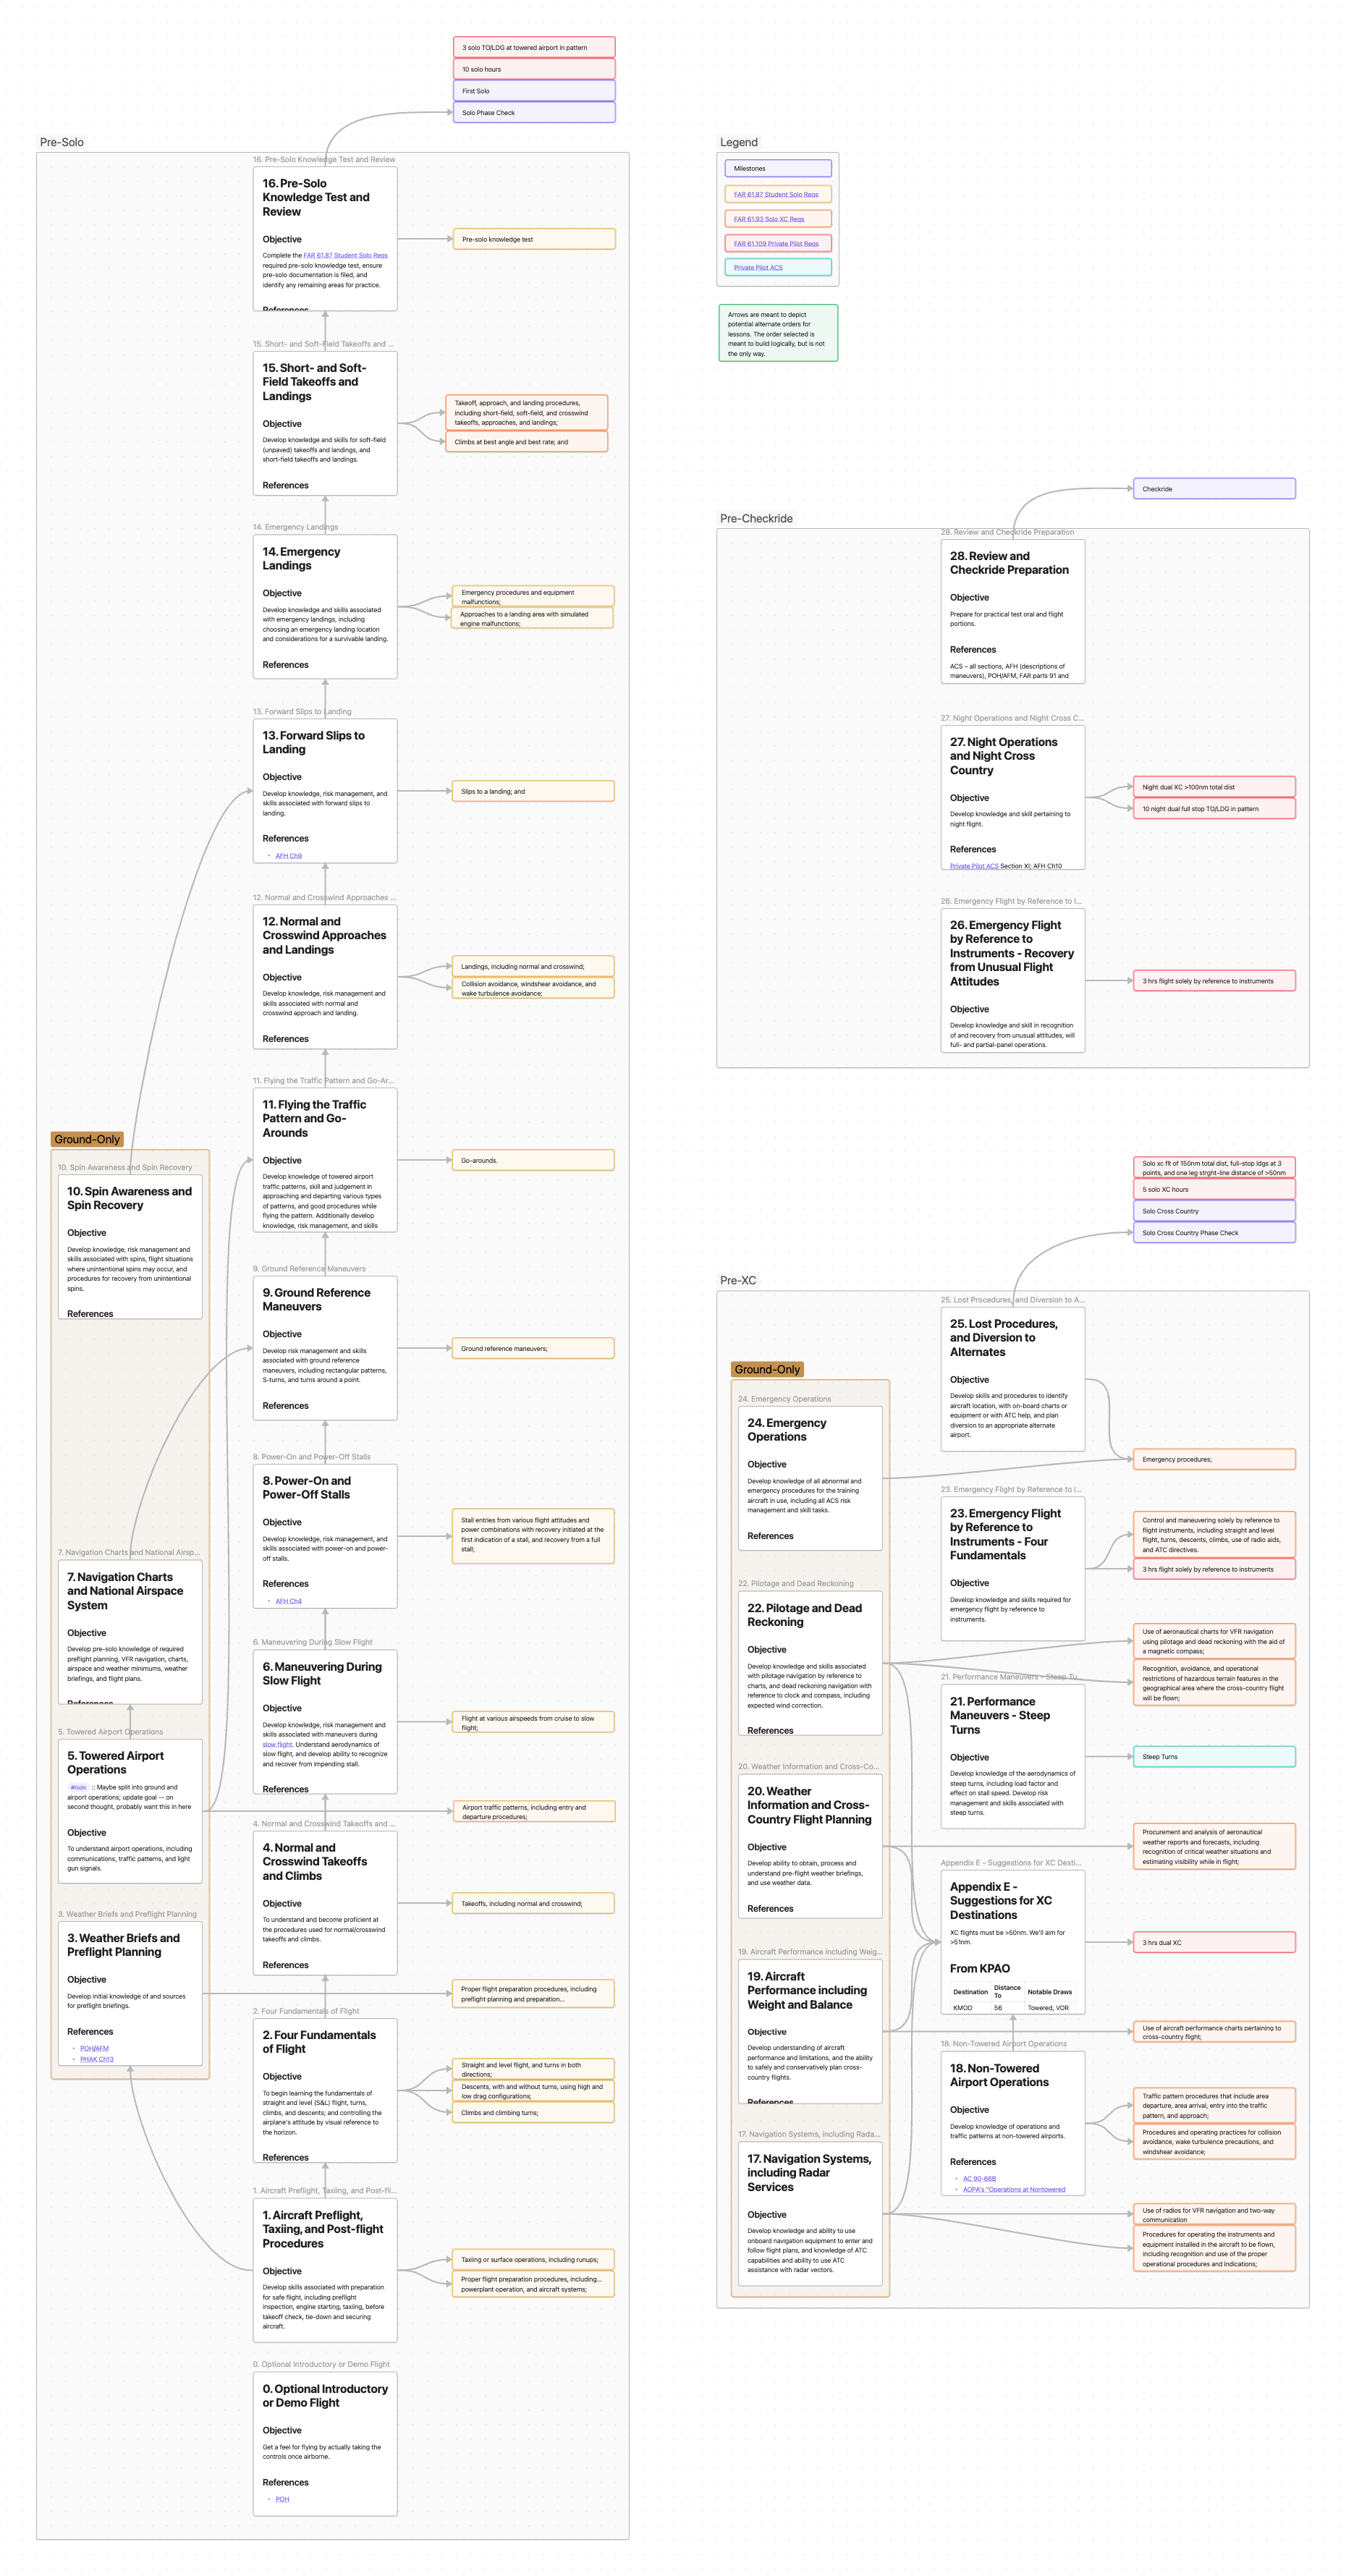 3 solo TO/LDG at towered airport in pattern
10 solo hours
First Solo
Solo Phase Check
Pre-Solo
16. Pre-Solo Knowledge Test and Review
16. Pre-Solo
Knowledge Test and
Review
Objective
Complete the FAR 61.87 Student Solo Reqs
required pre-solo knowledge test, ensure
pre-solo documentation is filed, and
identify any remaining areas for practice.
References
Pre-solo knowledge test
15. Short- and Soft-Field Takeoffs and ...
15. Short- and Soft-
Field Takeoffs and
Landings
Objective
Develop knowledge and skills for soft-field
(unpaved) takeoffs and landings, and
short-field takeoffs and landings.
References
Takeoff, approach, and landing procedures,
including short-field, soft-field, and crosswind
takeoffs, approaches, and landings;
Climbs at best angle and best rate; and
14. Emergency Landings
14. Emergency
Landings
Objective
Develop knowledge and skills associated
with emergency landings, including
choosing an emergency landing location
and considerations for a survivable landing.
References
Emergency procedures and equipment
malfunctions;
Approaches to a landing area with simulated
engine malfunctions;
13. Forward Slips to Landing
13. Forward Slips to
Landing
Objective
Develop knowledge, risk management, and
skills associated with forward slips to
landing.
References
• AFH Ch9
Slips to a landing; and
12. Normal and Crosswind Approaches ...
12. Normal and
Crosswind Approaches
and Landings
Objective
Develop knowledge, risk management and
skills associated with normal and
crosswind approach and landing.
References
Landings, including normal and crosswind;
Collision avoidance, windshear avoidance, and
wake turbulence avoidance;
11. Flying the Traffic Pattern and Go-Ar...
11. Flying the Traffic
Pattern and Go-
Arounds
Objective
Develop knowledge of towered airport
traffic patterns, skill and judgement in
approaching and departing various types
of patterns, and good procedures while
flying the pattern. Additionally develop
knowledge, risk management, and skills
Go-arounds.
Ground-Only
10. Spin Awareness and Spin Recovery
10. Spin Awareness and
Spin Recovery
Objective
Develop knowledge, risk management and
skills associated with spins, flight situations
where unintentional spins may occur, and
procedures for recovery from unintentional
spins.
References
9. Ground Reference Maneuvers
9. Ground Reference
Maneuvers
Objective
Develop risk management and skills
associated with ground reference
maneuvers, including rectangular patterns,
S-turns, and turns around a point.
References
Ground reference maneuvers;
8. Power-On and Power-Off Stalls
8. Power-On and
Power-Off Stalls
Objective
Develop knowledge, risk management, and
skills associated with power-on and power-
off stalls.
References
• AFH Ch4
Stall entries from various flight attitudes and
power combinations with recovery initiated at the
first indication of a stall, and recovery from a full
stall;
7. Navigation Charts and National Airsp...
7. Navigation Charts
and National Airspace
System
Objective
Develop pre-solo knowledge of required
preflight planning, VFR navigation, charts,
airspace and weather minimums, weather
briefings, and flight plans.
References
6. Maneuvering During Slow Flight
6. Maneuvering During
Slow Flight
Objective
Develop knowledge, risk management and
skills associated with maneuvers during
slow flight. Understand aerodynamics of
slow flight, and develop ability to recognize
and recover from impending stall.
References
Flight at various airspeeds from cruise to slow
flight;
5. Towered Airport Operations
5. Towered Airport
Operations
#todo :: Maybe split into ground and
airport operations; update goal -- on
second thought, probably want this in here
Objective
To understand airport operations, including
communications, traffic patterns, and light
gun signals.
Airport traffic patterns, including entry and
departure procedures;
4. Normal and Crosswind Takeoffs and ...
4. Normal and
Crosswind Takeoffs
and Climbs
Objective
To understand and become proficient at
the procedures used for normal/crosswind
takeoffs and climbs.
Takeoffs, including normal and crosswind;
3. Weather Briefs and Preflight Planning
3. Weather Briefs and
Preflight Planning
Objective
Develop initial knowledge of and sources
for preflight briefings.
References
• POH/AFM
• PHAK Ch13
Proper flight preparation procedures, including
preflight planning and preparation...
2. Four Fundamentals of Flight
2. Four Fundamentals
of Flight
Objective
To begin learning the fundamentals of
straight and level (S&L) flight, turns,
climbs, and descents; and controlling the
airplane's attitude by visual reference to
the horizon.
References
Straight and level flight, and turns in both
directions;
Descents, with and without turns, using high and
low drag configurations;
Climbs and climbing turns;
1. Aircraft Preflight, Taxiing, and Post-fli...
1. Aircraft Preflight,
Taxiing, and Post-flight
Procedures
Objective
Develop skills associated with preparation
for safe flight, including preflight
inspection, engine starting, taxiing, before
takeoff check, tie-down and securing
aircraft.
Taxiing or surface operations, including runups;
Proper flight preparation procedures, including...
powerplant operation, and aircraft systems;
0. Optional Introductory or Demo Flight
0. Optional Introductory
or Demo Flight
Objective
Get a feel for flying by actually taking the
controls once airborne.
References
• POH
Legend
Milestones
FAR 61.87 Student Solo Reqs
FAR 61.93 Solo XC Reqs
FAR 61.109 Private Pilot Reqs
Private Pilot ACS
Arrows are meant to depict
potential alternate orders for
lessons. The order selected is
meant to build logically, but is not
the only way.
Checkride
Pre-Checkride
28. Review and Checkride Preparation
28. Review and
Checkride Preparation
Objective
Prepare for practical test oral and flight
portions.
References
ACS – all sections, AFH (descriptions of
maneuvers), POH/AFM, FAR parts 91 and
27. Night Operations and Night Cross C...
27. Night Operations
and Night Cross
Country
Objective
Develop knowledge and skill pertaining to
night flight.
References
Private Pilot ACS Section XI; AFH Ch10
Night dual XC >100nm total dist
10 night dual full stop TO/LDG in pattern
26. Emergency Flight by Reference to I...
26. Emergency Flight
by Reference to
Instruments - Recovery
from Unusual Flight
Attitudes
Objective
Develop knowledge and skill in recognition
of and recovery from unusual attitudes, will
full- and partial-panel operations.
3 hrs flight solely by reference to instruments
Solo xc flt of 150nm total dist, full-stop ldgs at 3
points, and one leg strght-line distance of >50nm
5 solo XC hours
Solo Cross Country
Solo Cross Country Phase Check
Pre-XC
25. Lost Procedures, and Diversion to A...
25. Lost Procedures,
and Diversion to
Alternates
Objective
Develop skills and procedures to identify
aircraft location, with on-board charts or
equipment or with ATC help, and plan
diversion to an appropriate alternate
airport.
Ground-Only
24. Emergency Operations
24. Emergency
Operations
Objective
Develop knowledge of all abnormal and
emergency procedures for the training
aircraft in use, including all ACS risk
management and skill tasks.
References
Emergency procedures;
23. Emergency Flight by Reference to I...
23. Emergency Flight
by Reference to
Instruments - Four
Fundamentals
Objective
Develop knowledge and skills required for
emergency flight by reference to
instruments.
Control and maneuvering solely by reference to
flight instruments, including straight and level
flight, turns, descents, climbs, use of radio aids,
and ATC directives.
3 hrs flight solely by reference to instruments
22. Pilotage and Dead Reckoning
22. Pilotage and Dead
Reckoning
Objective
Develop knowledge and skills associated
with pilotage navigation by reference to
charts, and dead reckoning navigation with
reference to clock and compass, including
expected wind correction.
References
Use of aeronautical charts for VFR navigation
using pilotage and dead reckoning with the aid of
a magnetic compass;
Recognition, avoidance, and operational
restrictions of hazardous terrain features in the
geographical area where the cross-country flight
will be flown;
21. Performance Maneuvers - Steep Tu...
21. Performance
Maneuvers - Steep
Turns
Objective
Develop knowledge of the aerodynamics of
steep turns, including load factor and
effect on stall speed. Develop risk
management and skills associated with
steep turns.
Steep Turns
20. Weather Information and Cross-Co...
20. Weather
Information and Cross-
Country Flight Planning
Objective
Develop ability to obtain, process and
understand pre-flight weather briefings,
and use weather data.
References
Procurement and analysis of aeronautical
weather reports and forecasts, including
recognition of critical weather situations and
estimating visibility while in flight;
Appendix E - Suggestions for XC Desti...
Appendix E -
Suggestions for XC
Destinations
XC flights must be >50nm. We'll aim for
>51nm.
From KPAO
Destination Distance To Notable Draws
KMOD 56 Towered, VOR
3 hrs dual XC
19. Aircraft Performance including Weig...
19. Aircraft
Performance including
Weight and Balance
Objective
Develop understanding of aircraft
performance and limitations, and the ability
to safely and conservatively plan cross-
country flights.
References
Use of aircraft performance charts pertaining to
cross-country flight;
18. Non-Towered Airport Operations
18. Non-Towered
Airport Operations
Objective
Develop knowledge of operations and
traffic patterns at non-towered airports.
References
• AC 90-66B
• AOPA's "Operations at Nontowered
Traffic pattern procedures that include area
departure, area arrival, entry into the traffic
pattern, and approach;
Procedures and operating practices for collision
avoidance, wake turbulence precautions, and
windshear avoidance;
17. Navigation Systems, including Rada...
17. Navigation Systems,
including Radar
Services
Objective
Develop knowledge and ability to use
onboard navigation equipment to enter and
follow flight plans, and knowledge of ATC
capabilities and ability to use ATC
assistance with radar vectors.
Use of radios for VFR navigation and two-way
communication
Procedures for operating the instruments and
equipment installed in the aircraft to be flown,
including recognition and use of the proper
operational procedures and indications;